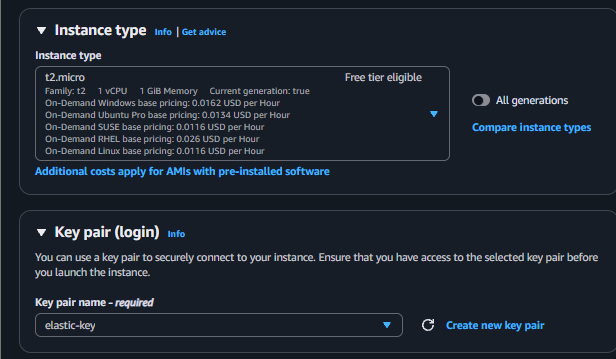 Instance type Info | Get advice
Instance type
t2.micro Free tier eligible
Family: t2 1 vCPU 1 GiB Memory Current generation: true
On-Demand Windows base pricing: 0.0162 USD per Hour
On-Demand Ubuntu Pro base pricing: 0.0134 USD per Hour
On-Demand SUSE base pricing: 0.0116 USD per Hour
On-Demand RHEL base pricing: 0.026 USD per Hour
On-Demand Linux base pricing: 0.0116 USD per Hour
All generations
Compare instance types
Additional costs apply for AMIs with pre-installed software
Key pair (login) Info
You can use a key pair to securely connect to your instance. Ensure that you have access to the selected key pair before
you launch the instance.
Key pair name - required
elastic-key
Create new key pair